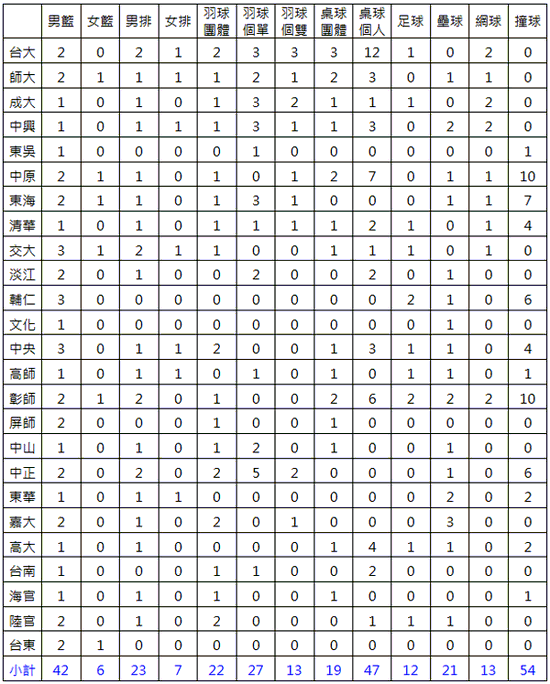 男籃 女籃 男排 女排 羽球團體 羽球個單 羽球個雙 桌球團體 桌球個人 足球 壘球 網球 撞球
台大 2 0 2 1 2 3 3 3 12 1 0 2 0
師大 2 1 1 1 1 2 1 2 3 0 1 1 0
成大 1 0 1 0 1 3 2 1 1 1 0 2 0
中興 1 0 1 1 1 3 1 1 3 0 2 2 0
東吳 1 0 0 0 0 1 0 0 0 0 0 0 1
中原 2 1 1 0 1 0 1 2 7 0 1 1 10
東海 2 1 1 0 1 3 1 0 0 0 1 1 7
清華 1 0 1 0 1 1 1 1 2 1 0 1 4
交大 3 1 2 1 1 0 0 1 1 1 0 1 0
淡江 2 0 1 0 0 2 0 0 2 0 1 0 0
輔仁 3 0 0 0 0 0 0 0 0 2 1 0 6
文化 1 0 0 0 0 0 0 0 0 0 1 0 0
中央 3 0 1 1 2 0 0 1 3 1 1 0 4
高師 1 0 1 1 0 1 0 1 0 1 1 0 1
彰師 2 1 2 0 1 0 0 2 6 2 2 2 10
屏師 2 0 0 0 1 0 0 1 0 0 0 0 0
中山 1 0 1 0 1 2 0 1 0 0 1 0 0
中正 2 0 2 0 2 5 2 0 0 0 1 0 6
東華 1 0 1 1 0 0 0 0 0 0 2 0 2
嘉大 2 0 1 0 2 0 1 0 0 0 3 0 0
高大 1 0 1 0 0 0 0 1 4 1 1 0 2
台南 1 0 0 0 1 1 0 0 2 0 0 0 0
海官 1 0 1 0 1 0 0 1 0 0 0 0 1
陸官 2 0 1 0 2 0 0 0 1 1 1 0 0
台東 2 1 0 0 0 0 0 0 0 0 0 0 0
小計 42 6 23 7 22 27 13 19 47 12 21 13 54